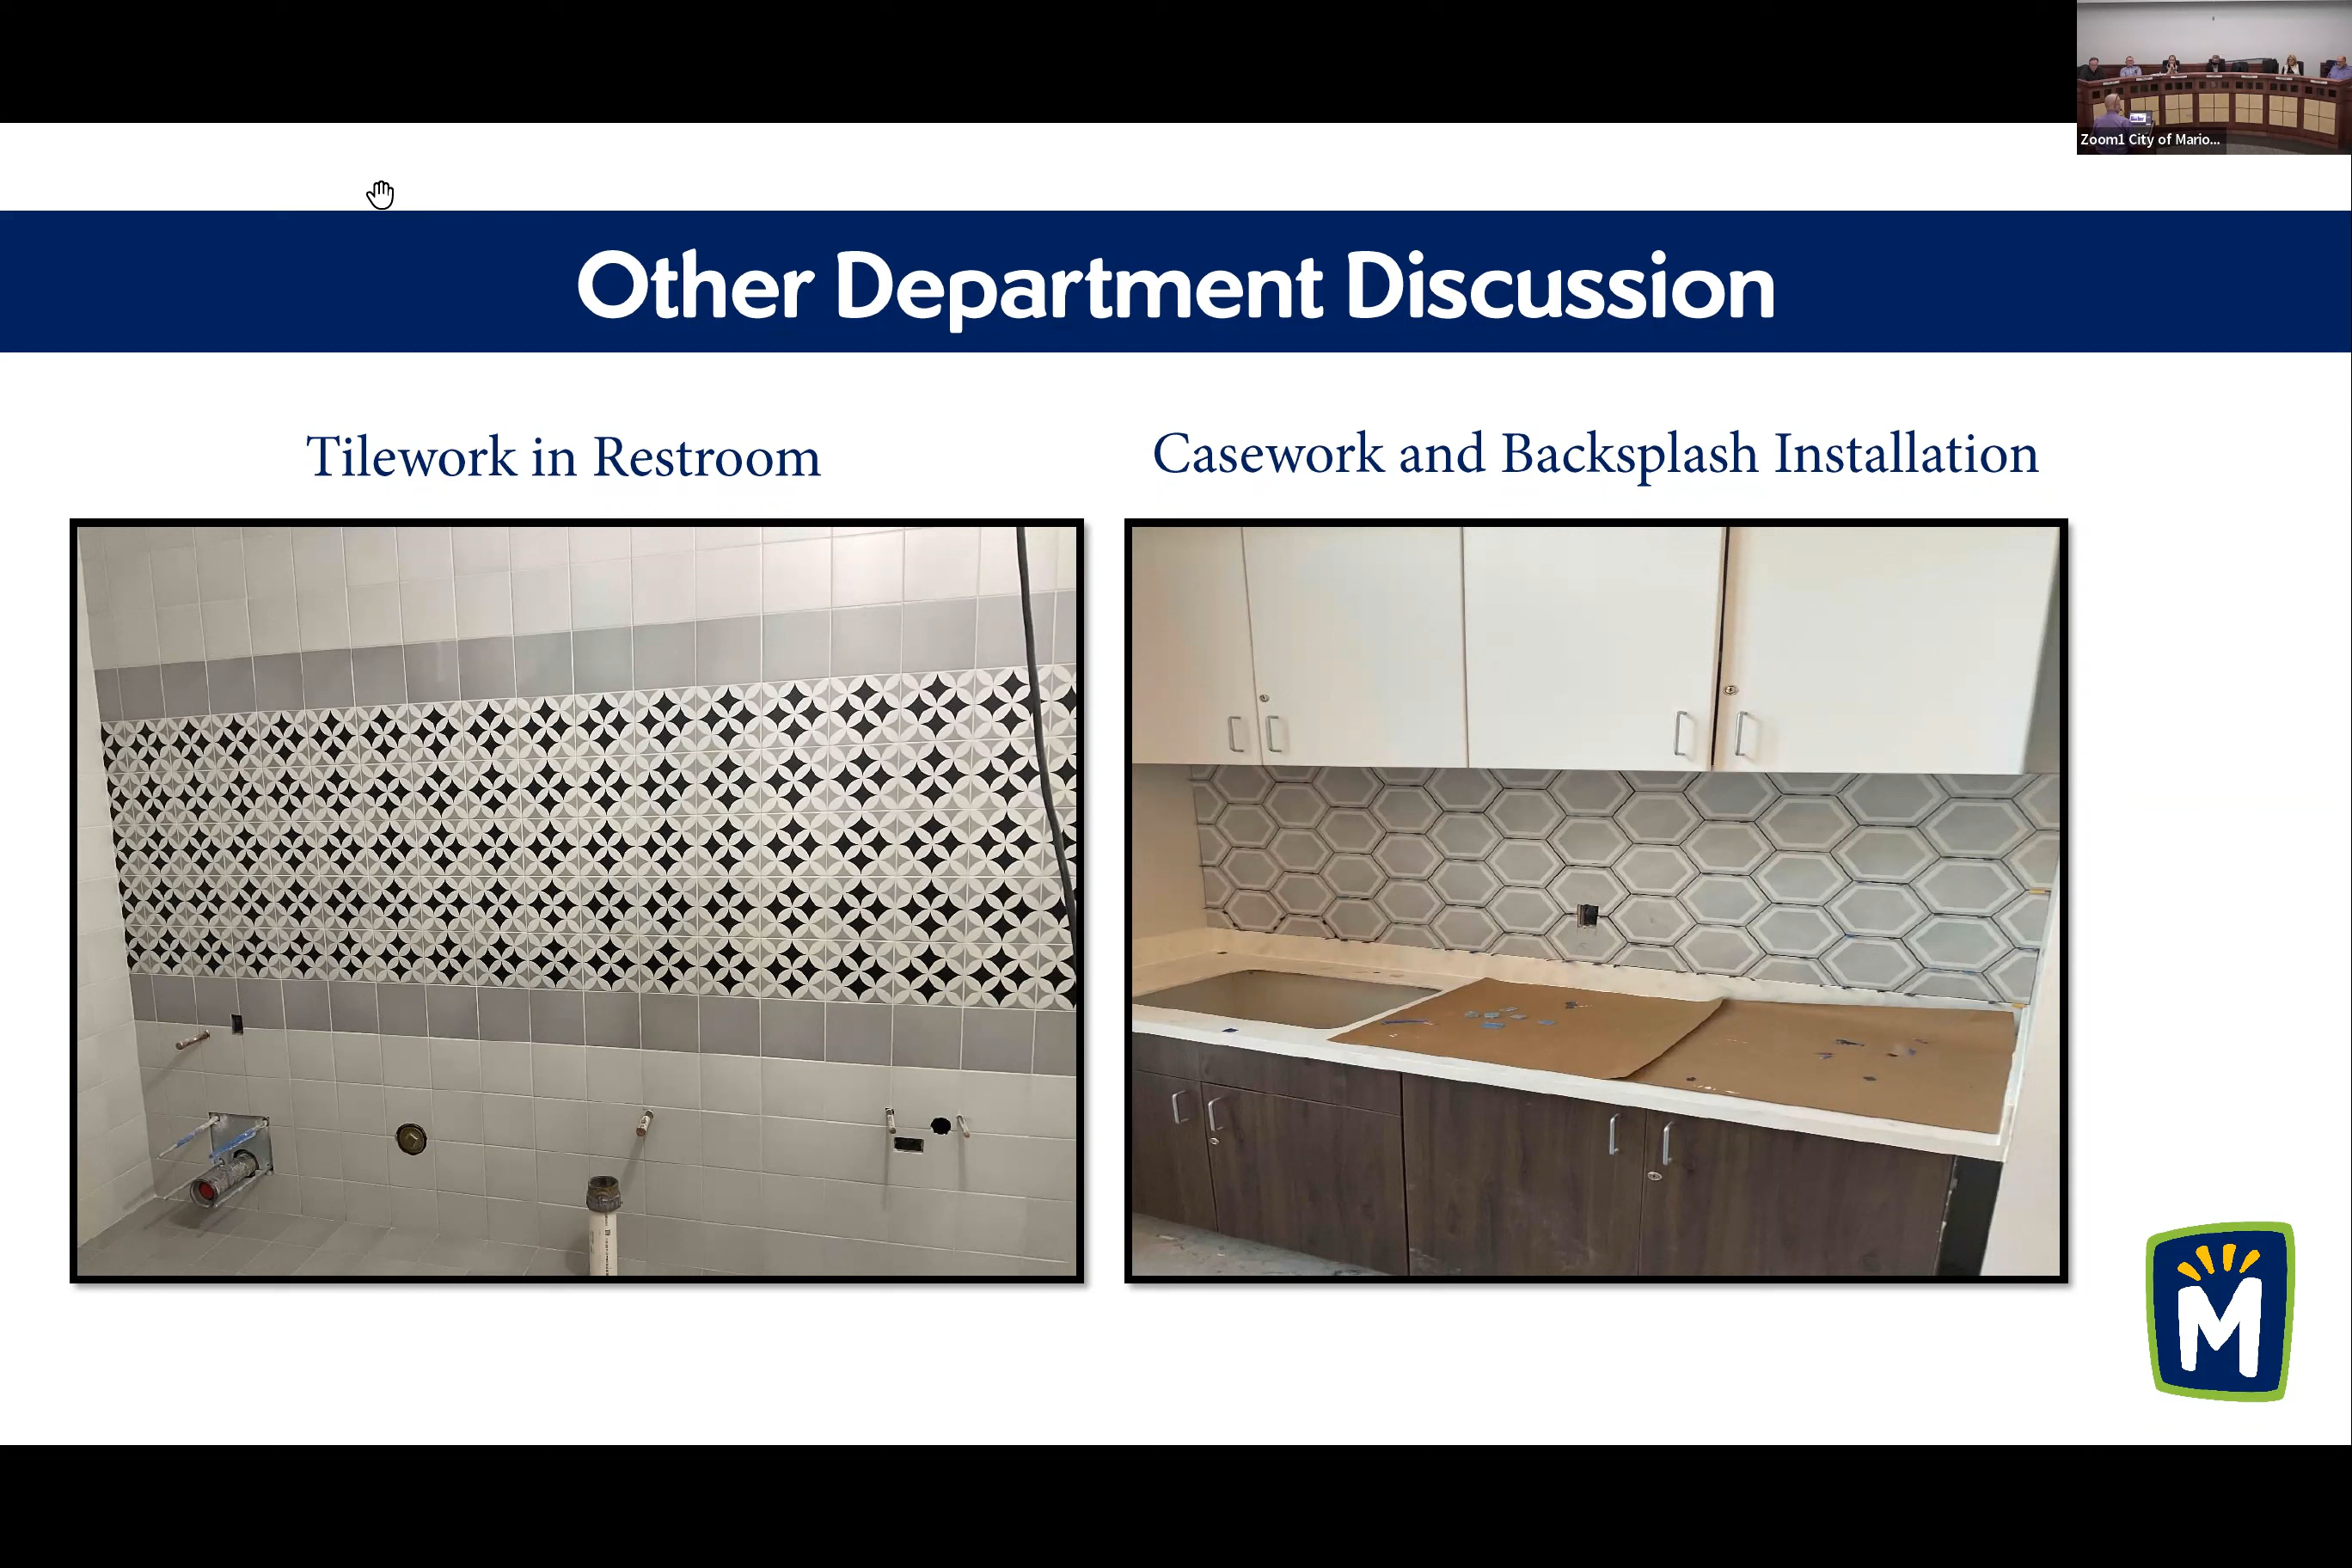 Zoom1 City of Mario...
Other Department Discussion
Tilework in Restroom
Casework and Backsplash Installation
M